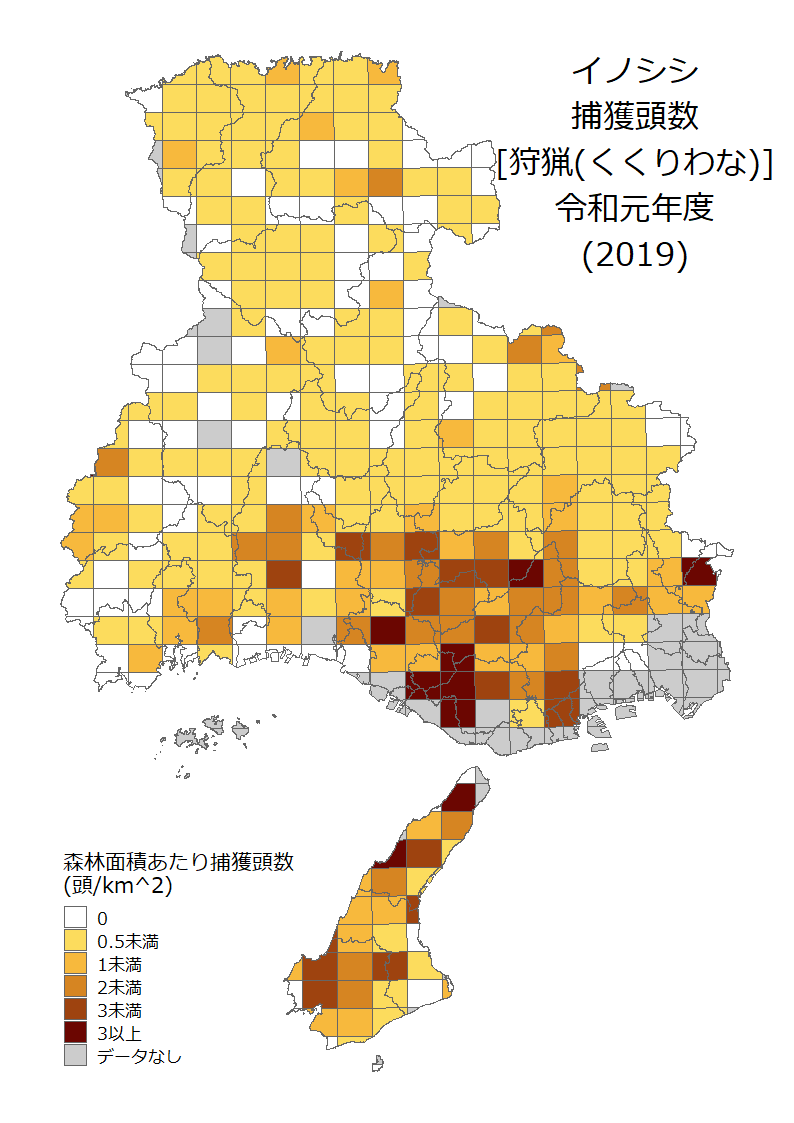 イノシシ
捕獲頭数
[狩猟(くくりわな)]
令和元年度
(2019)
森林面積あたり捕獲頭数
(頭/km^2)
0
0.5未満
1未満
2未満
3未満
3以上
データなし